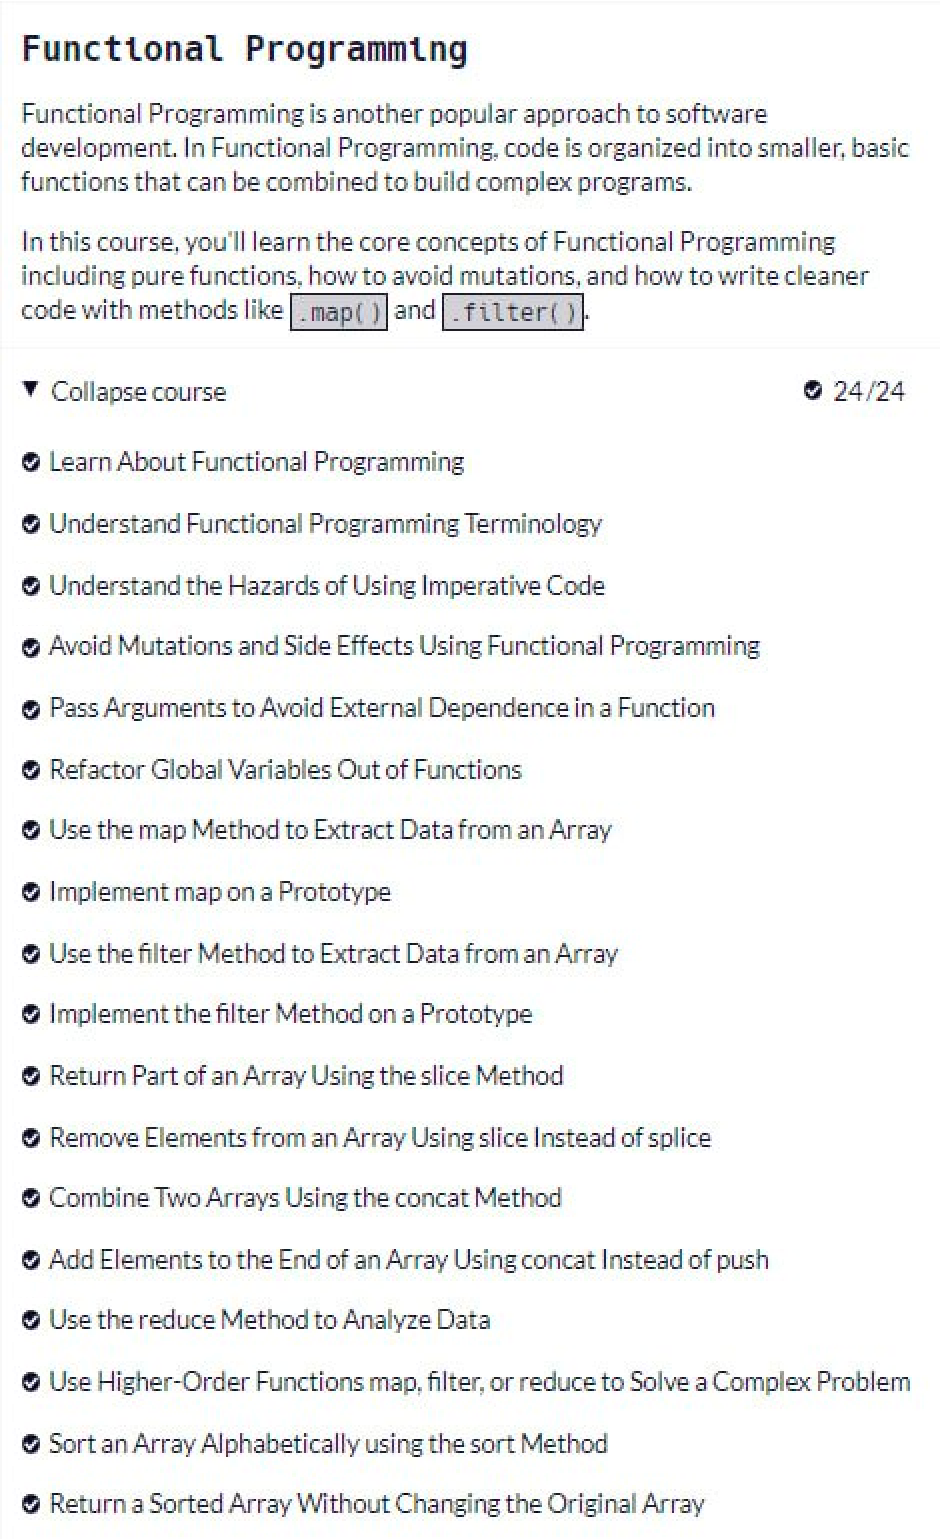 Functional Programming
Functional Programming is another popular approach to software
development. In Functional Programming, code is organized into smaller, basic
functions that can be combined to build complex programs.
In this course, you'll learn the core concepts of Functional Programming
including pure functions, how to avoid mutations, and how to write cleaner
code with methods like .map() and .filter().
Collapse course 24/24
Learn About Functional Programming
Understand Functional Programming Terminology
Understand the Hazards of Using Imperative Code
Avoid Mutations and Side Effects Using Functional Programming
Pass Arguments to Avoid External Dependence in a Function
Refactor Global Variables Out of Functions
Use the map Method to Extract Data from an Array
Implement map on a Prototype
Use the filter Method to Extract Data from an Array
Implement the filter Method on a Prototype
Return Part of an Array Using the slice Method
Remove Elements from an Array Using slice Instead of splice
Combine Two Arrays Using the concat Method
Add Elements to the End of an Array Using concat Instead of push
Use the reduce Method to Analyze Data
Use Higher-Order Functions map, filter, or reduce to Solve a Complex Problem
Sort an Array Alphabetically using the sort Method
Return a Sorted Array Without Changing the Original Array